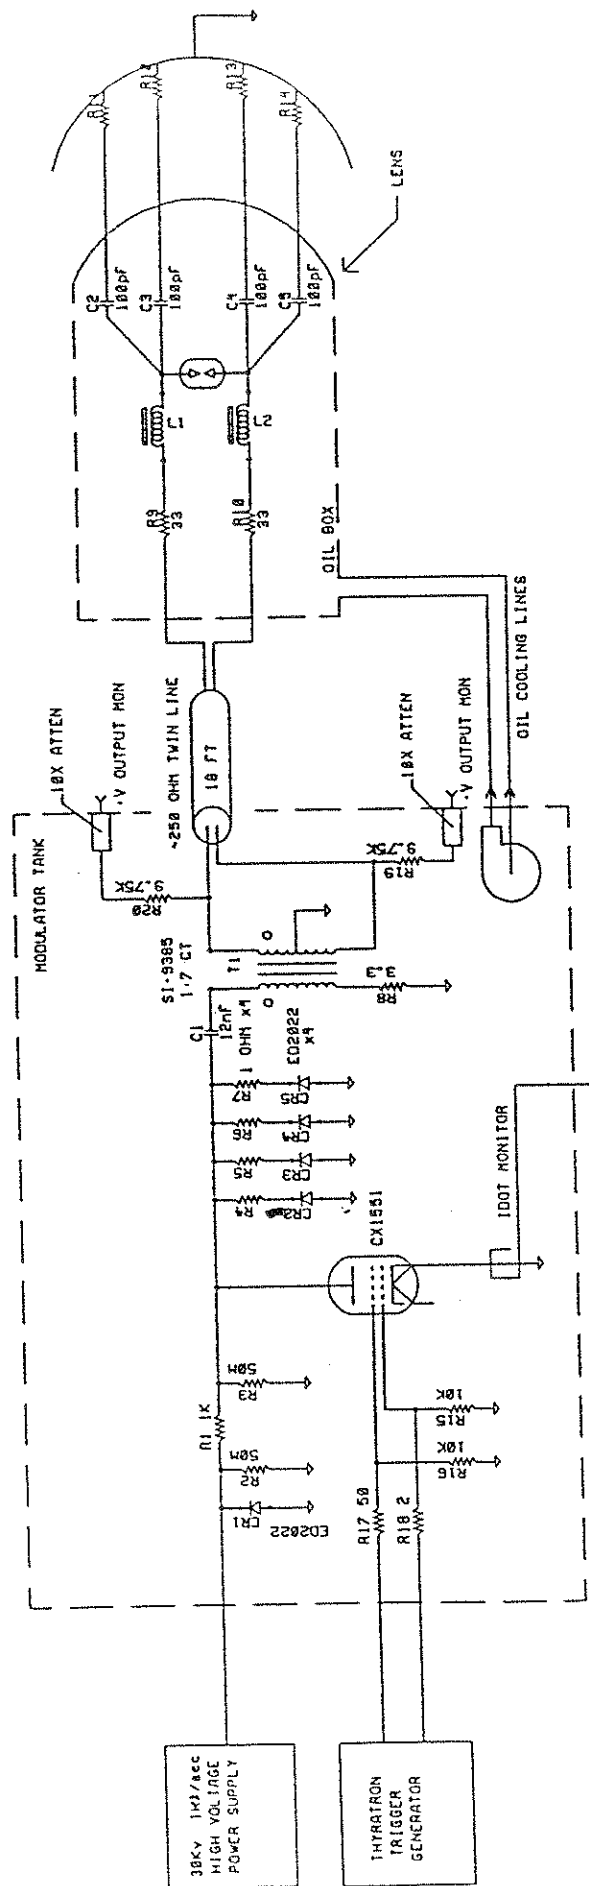 30Kv 1KJ/sec
HIGH VOLTAGE
POWER SUPPLY
THYRATRON
TRIGGER
GENERATOR
MODULATOR TANK
CR1
ED2022
R2
50M
R1 1K
R3
50M
R17 50
R18 2
R16
10K
R15
10K
CX1551
IDOT MONITOR
R4
R5
R6
R7
1 OHM x4
CR3
CR5
ED2022
x4
C1
12nF
SI-9385
1:7 CT
T1
R8
3.3
R20
9.75K
R19
9.75K
10X ATTEN
V OUTPUT MON
10X ATTEN
V OUTPUT MON
~250 OHM TWIN LINE
18 FT
OIL COOLING LINES
OIL BOX
R9
33
R10
33
L1
L2
C2
100pF
C3
100pF
C4
100pF
C5
100pF
R12
R13
R14
LENS